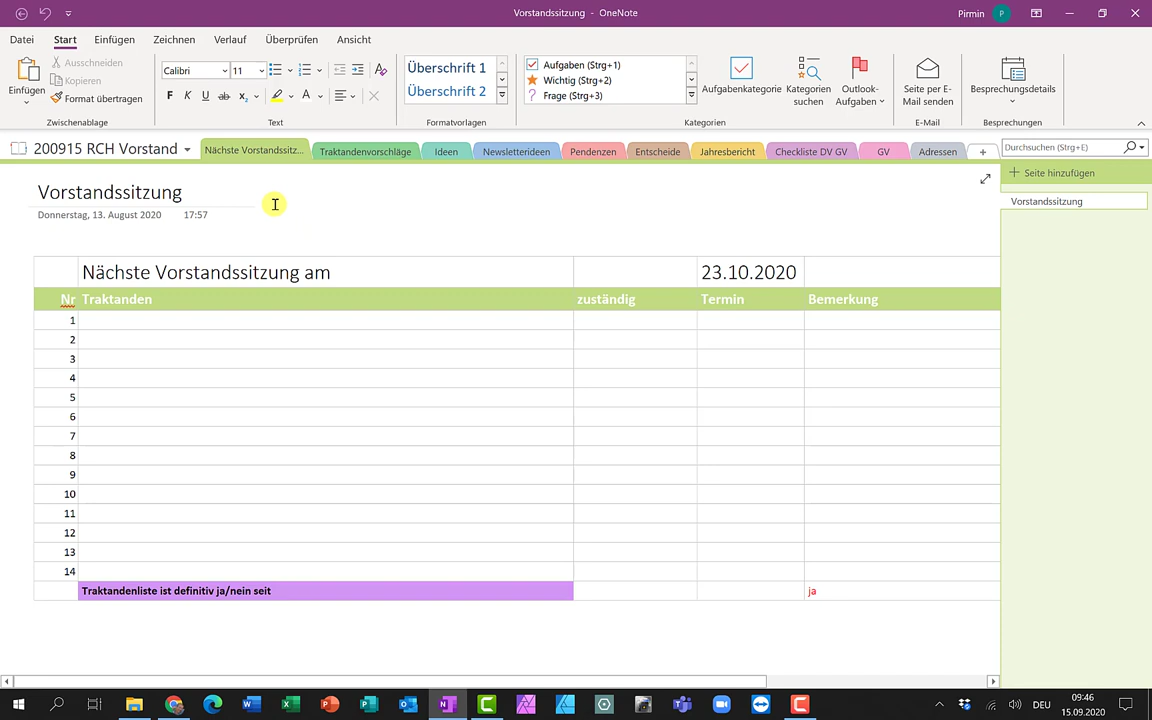 Vorstandssitzung - OneNote
Pirmin P
Datei Start Einfügen Zeichnen Verlauf Überprüfen Ansicht
Einfügen
Ausschneiden
Kopieren
Format übertragen
Zwischenablage
Calibri 11
F K U ab x₂ A
Text
Überschrift 1
Überschrift 2
Formatvorlagen
Aufgaben (Strg+1)
Wichtig (Strg+2)
? Frage (Strg+3)
Aufgabenkategorie
Kategorien
suchen
Outlook-
Aufgaben
Kategorien
Seite per E-
Mail senden
E-Mail
Besprechungsdetails
Besprechungen
200915 RCH Vorstand
Nächste Vorstandssitz... Traktandenvorschläge Ideen Newsletterideen Pendenzen Entscheide Jahresbericht Checkliste DV GV GV Adressen +
Durchsuchen (Strg+E)
Seite hinzufügen
Vorstandssitzung
Vorstandssitzung
Donnerstag, 13. August 2020 17:57
Nächste Vorstandssitzung am 23.10.2020
Nr Traktanden zuständig Termin Bemerkung
1
2
3
4
5
6
7
8
9
10
11
12
13
14
Traktandenliste ist definitiv ja/nein seit ja
DEU
09:46
15.09.2020